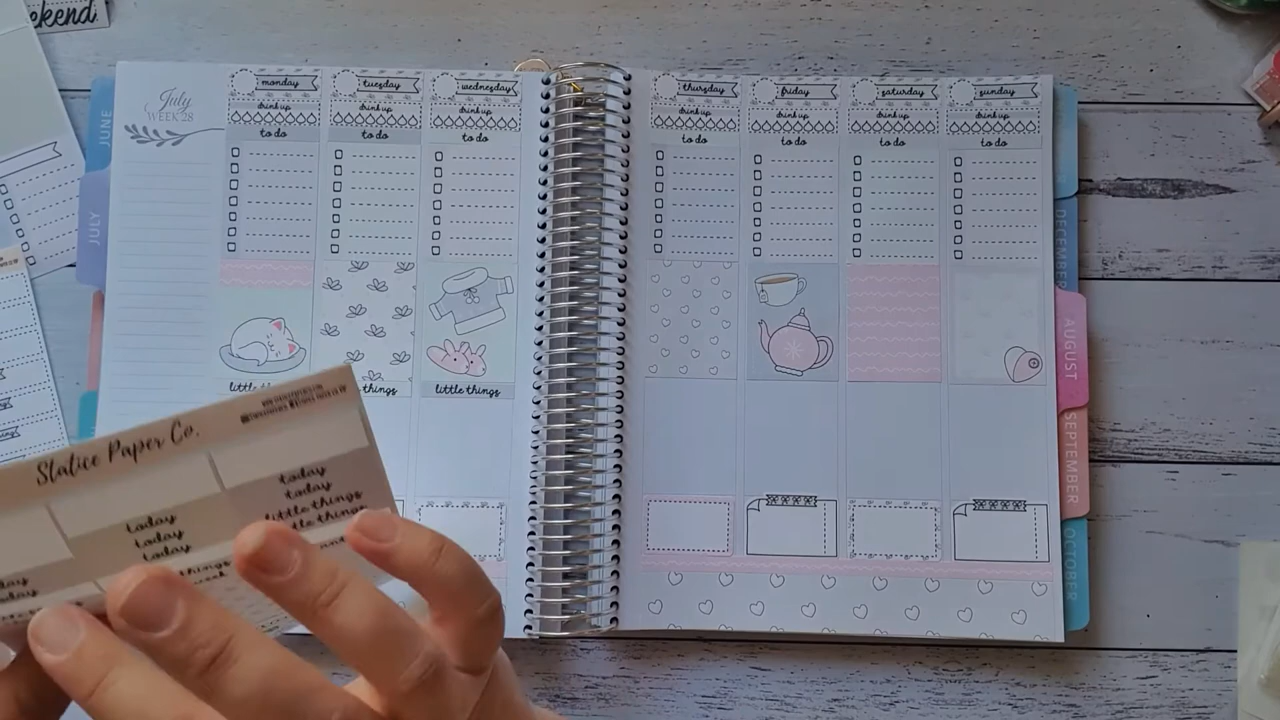 ekend
July
WEEK 28
monday
tuesday
wednesday
thursday
friday
saturday
sunday
drink up
drink up
drink up
drink up
drink up
drink up
drink up
to do
to do
to do
to do
to do
to do
to do
JUNE
JULY
DECEMBER
AUGUST
SEPTEMBER
OCTOBER
little
things
little things
Statice Paper Co.
today
today
little things
today
today
today
things
week